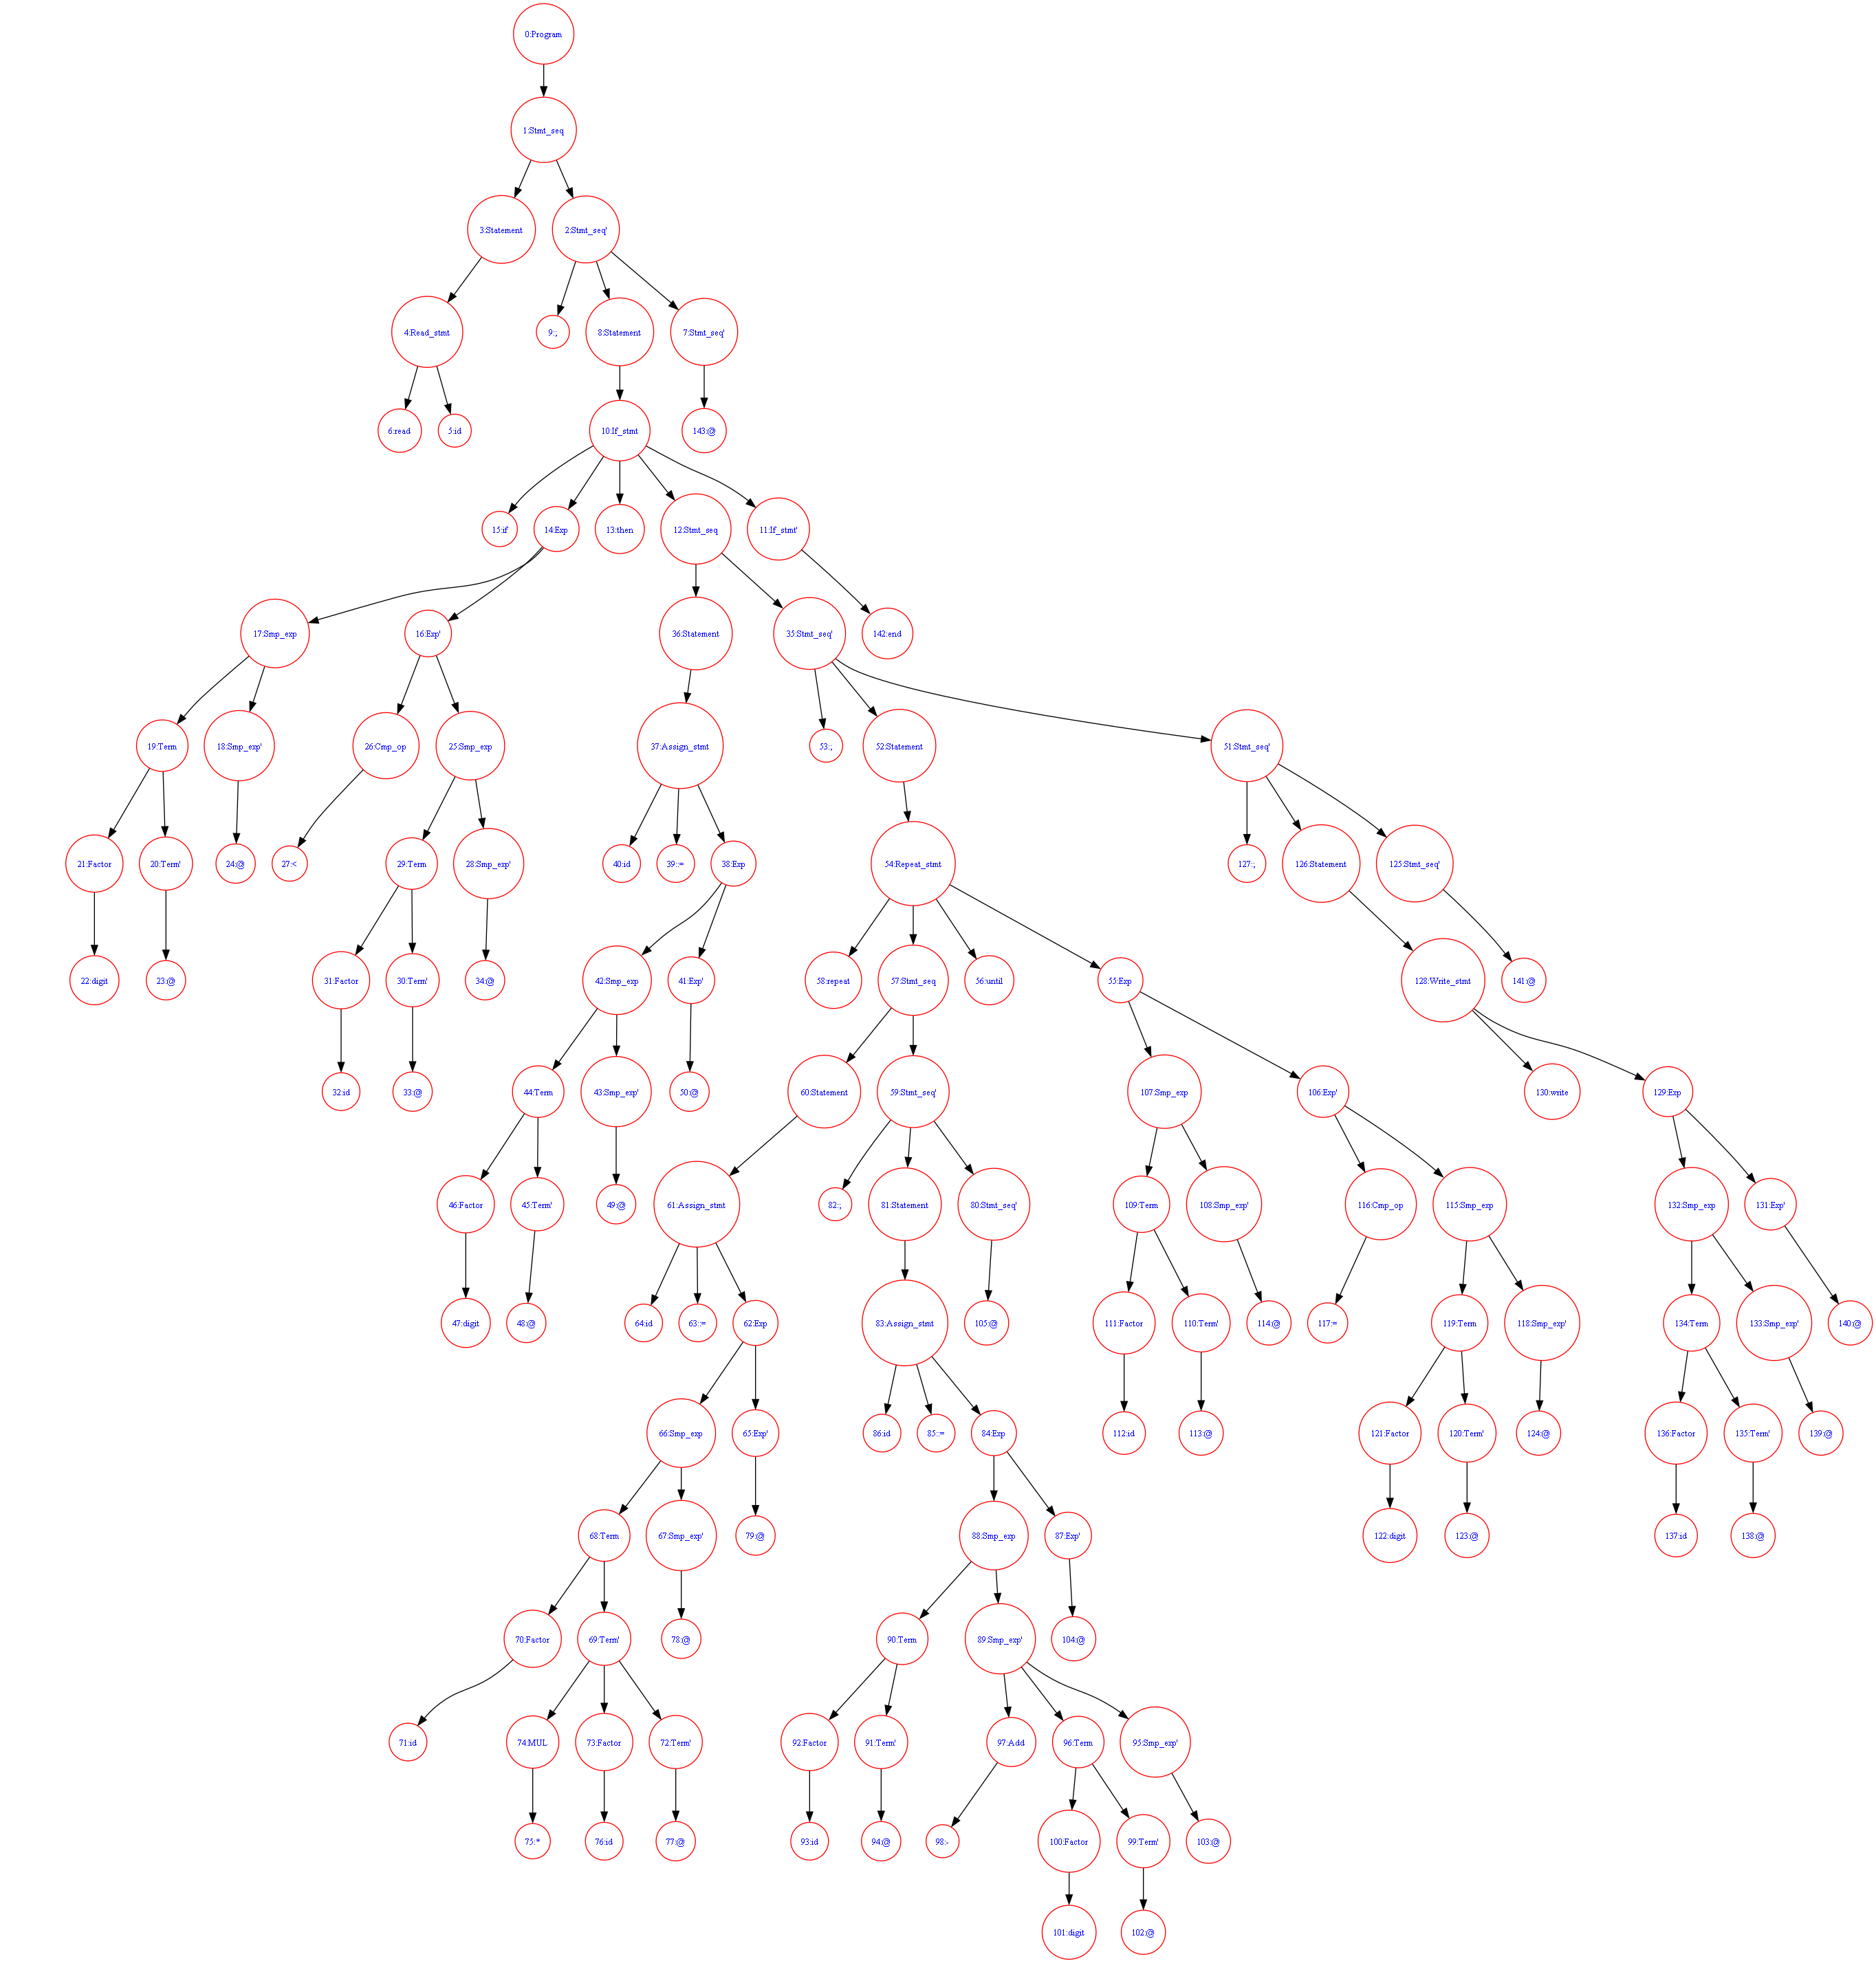 0:Program
1:Stmt_seq
3:Statement
2:Stmt_seq'
4:Read_stmt
9:;
8:Statement
7:Stmt_seq'
6:read
5:id
10:If_stmt
143:@
15:if
14:Exp
13:then
12:Stmt_seq
11:If_stmt'
17:Smp_exp
16:Exp'
36:Statement
35:Stmt_seq'
142:end
19:Term
18:Smp_exp'
26:Cmp_op
25:Smp_exp
37:Assign_stmt
53:;
52:Statement
51:Stmt_seq'
21:Factor
20:Term'
24:@
27:<
29:Term
28:Smp_exp'
40:id
39::=
38:Exp
54:Repeat_stmt
127:;
126:Statement
125:Stmt_seq'
22:digit
23:@
31:Factor
30:Term'
34:@
42:Smp_exp
41:Exp'
58:repeat
57:Stmt_seq
56:until
55:Exp
128:Write_stmt
141:@
32:id
33:@
44:Term
43:Smp_exp'
50:@
60:Statement
59:Stmt_seq'
107:Smp_exp
106:Exp'
130:write
129:Exp
46:Factor
45:Term'
49:@
61:Assign_stmt
82:;
81:Statement
80:Stmt_seq'
109:Term
108:Smp_exp'
116:Cmp_op
115:Smp_exp
132:Smp_exp
131:Exp'
47:digit
48:@
64:id
63::=
62:Exp
83:Assign_stmt
105:@
111:Factor
110:Term'
114:@
117:=
119:Term
118:Smp_exp'
134:Term
133:Smp_exp'
140:@
66:Smp_exp
65:Exp'
86:id
85::=
84:Exp
112:id
113:@
121:Factor
120:Term'
124:@
136:Factor
135:Term'
139:@
68:Term
67:Smp_exp'
79:@
88:Smp_exp
87:Exp'
122:digit
123:@
137:id
138:@
70:Factor
69:Term'
78:@
90:Term
89:Smp_exp'
104:@
71:id
74:MUL
73:Factor
72:Term'
92:Factor
91:Term'
97:Add
96:Term
95:Smp_exp'
75:*
76:id
77:@
93:id
94:@
98:-
100:Factor
99:Term'
103:@
101:digit
102:@